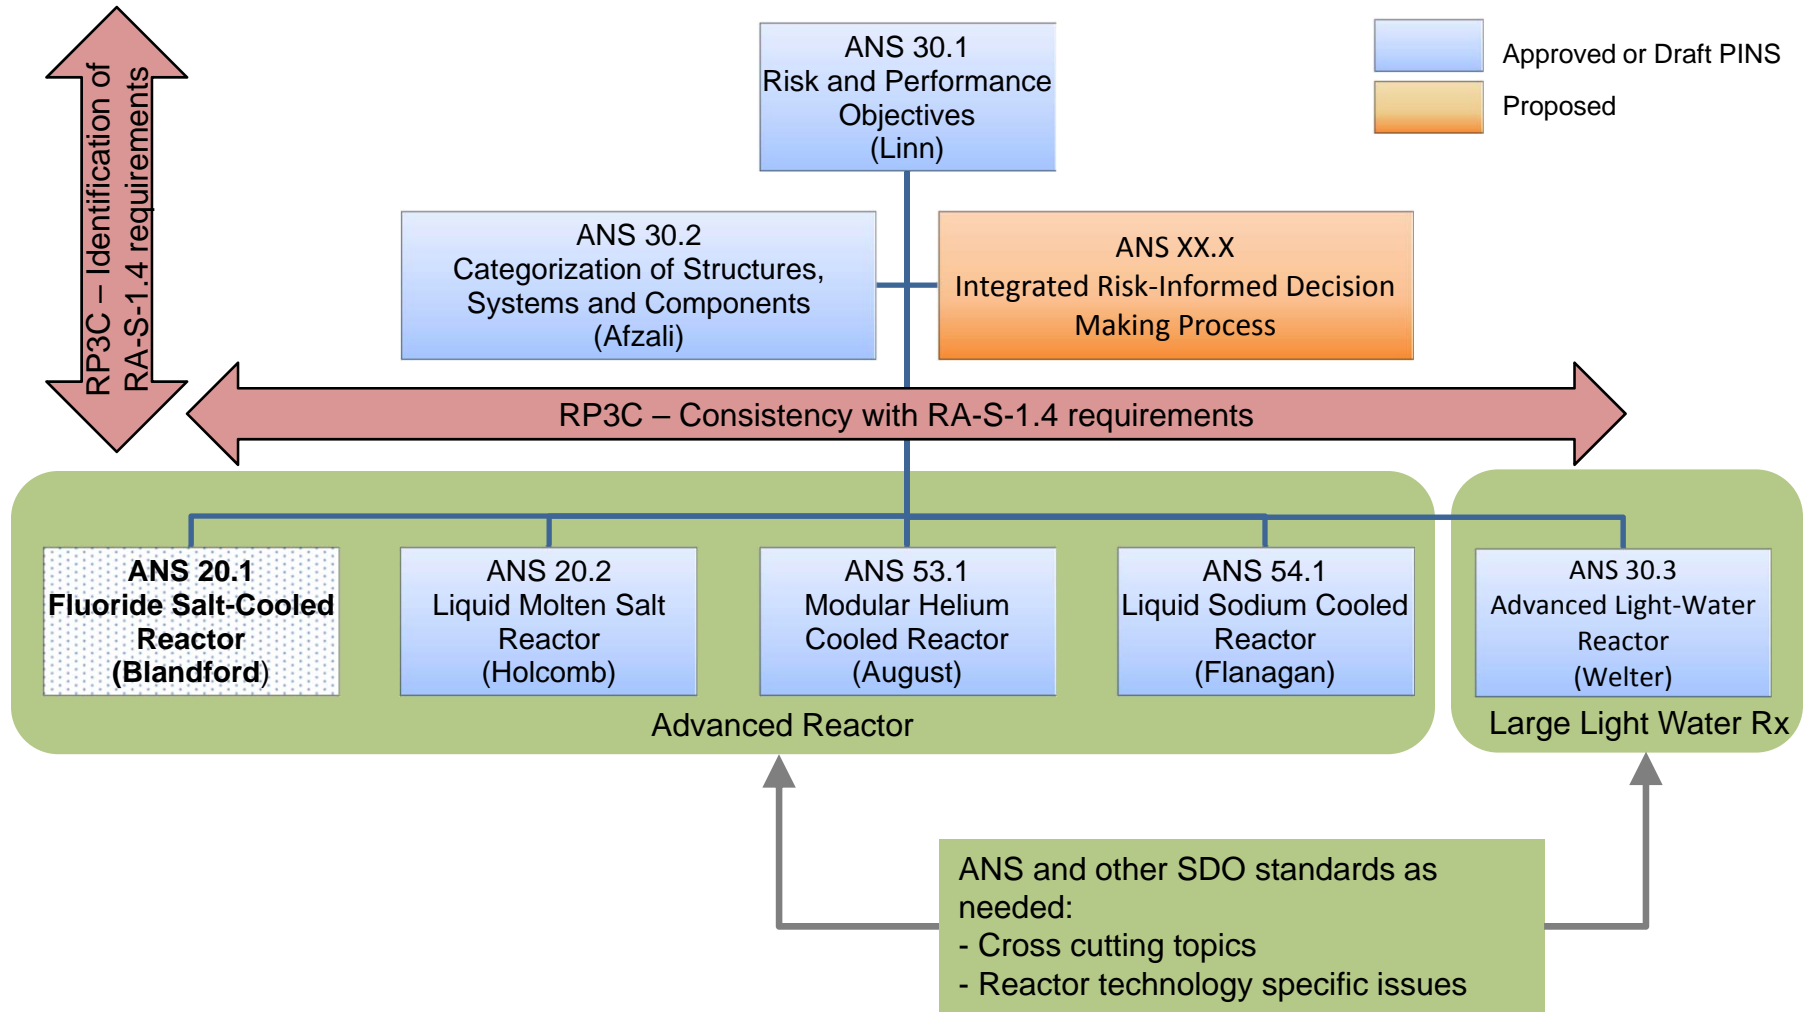 RP3C – Identification of
RA-S-1.4 requirements
ANS 30.1
Risk and Performance
Objectives
(Linn)
Approved or Draft PINS
Proposed
ANS 30.2
Categorization of Structures,
Systems and Components
(Afzali)
ANS XX.X
Integrated Risk-Informed Decision
Making Process
RP3C – Consistency with RA-S-1.4 requirements
ANS 20.1
Fluoride Salt-Cooled
Reactor
(Blandford)
ANS 20.2
Liquid Molten Salt
Reactor
(Holcomb)
ANS 53.1
Modular Helium
Cooled Reactor
(August)
ANS 54.1
Liquid Sodium Cooled
Reactor
(Flanagan)
ANS 30.3
Advanced Light-Water
Reactor
(Welter)
Advanced Reactor
Large Light Water Rx
ANS and other SDO standards as
needed:
- Cross cutting topics
- Reactor technology specific issues